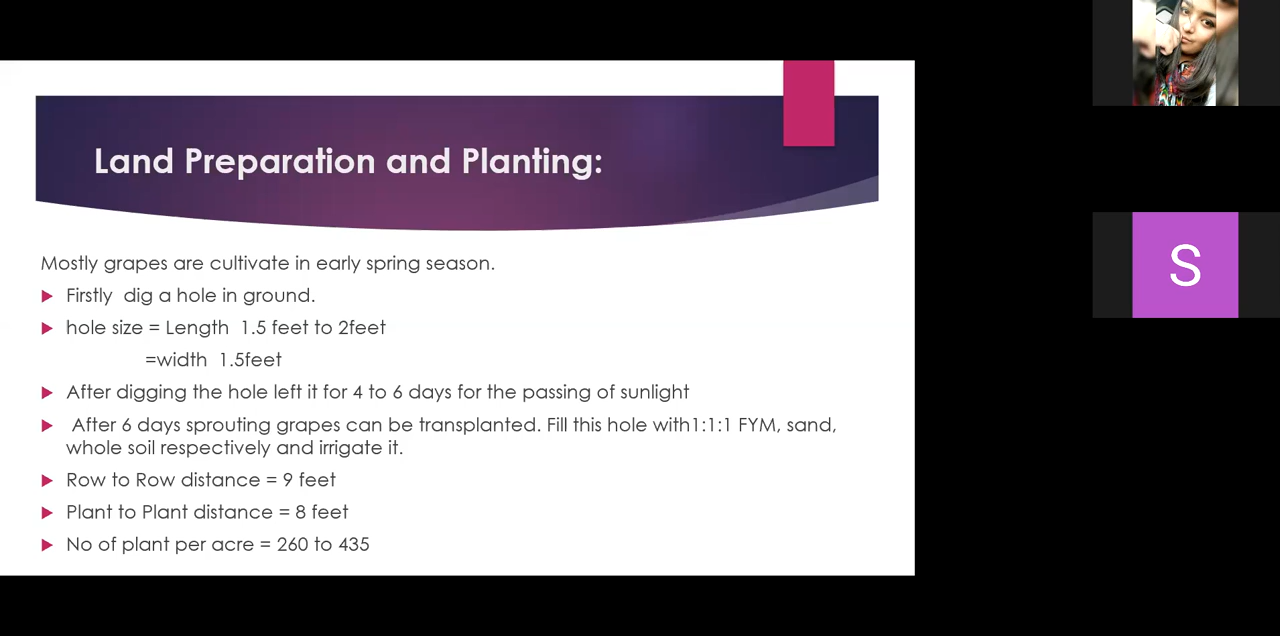 Land Preparation and Planting:
Mostly grapes are cultivate in early spring season.
Firstly dig a hole in ground.
hole size = Length 1.5 feet to 2feet
=width 1.5feet
After digging the hole left it for 4 to 6 days for the passing of sunlight
After 6 days sprouting grapes can be transplanted. Fill this hole with1:1:1 FYM, sand,
whole soil respectively and irrigate it.
Row to Row distance = 9 feet
Plant to Plant distance = 8 feet
No of plant per acre = 260 to 435
S